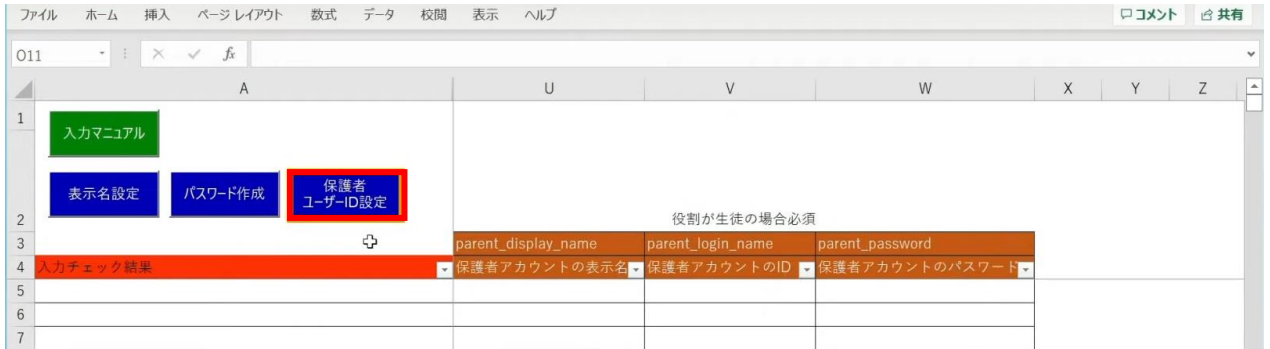 ファイル ホーム 挿入 ページ レイアウト 数式 データ 校閲 表示 ヘルプ コメント 共有
O11 fx
A U V W X Y Z
1
入力マニュアル
表示名設定 パスワード作成 保護者
ユーザーID設定
2 役割が生徒の場合必須
3 parent_display_name parent_login_name parent_password
4 入力チェック結果 保護者アカウントの表示名 保護者アカウントのID 保護者アカウントのパスワード
5
6
7